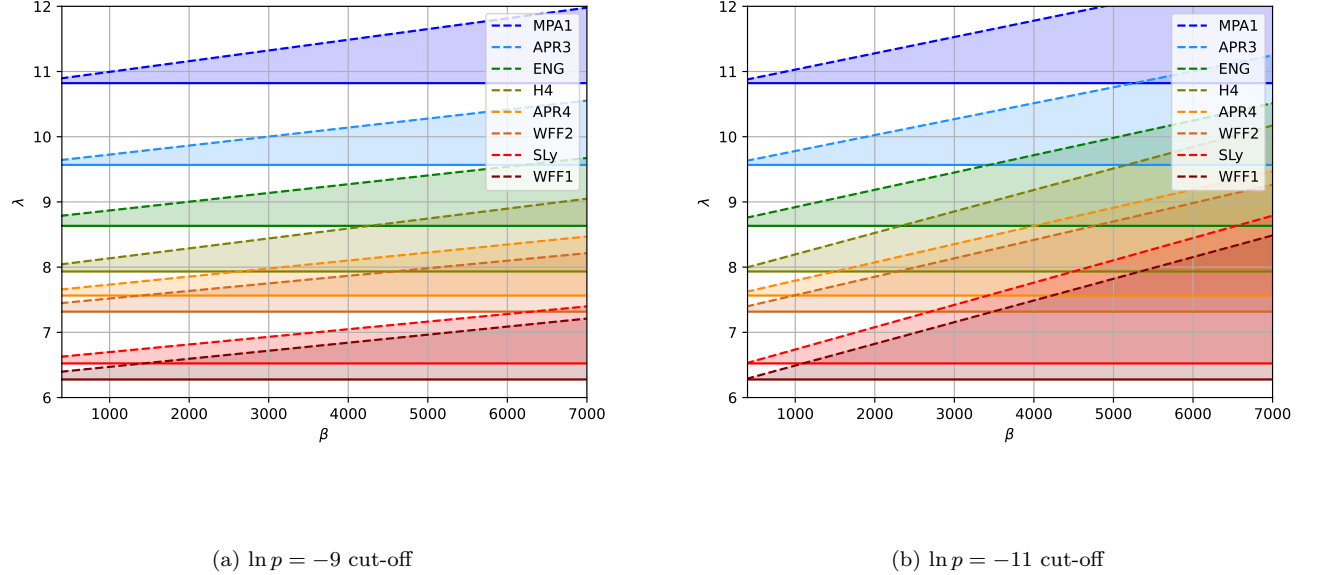 12
11
10
9
8
7
6
λ
1000 2000 3000 4000 5000 6000 7000
β
MPA1
APR3
ENG
H4
APR4
WFF2
SLy
WFF1
(a) ln p = −9 cut-off
12
11
10
9
8
7
6
λ
1000 2000 3000 4000 5000 6000 7000
β
MPA1
APR3
ENG
H4
APR4
WFF2
SLy
WFF1
(b) ln p = −11 cut-off